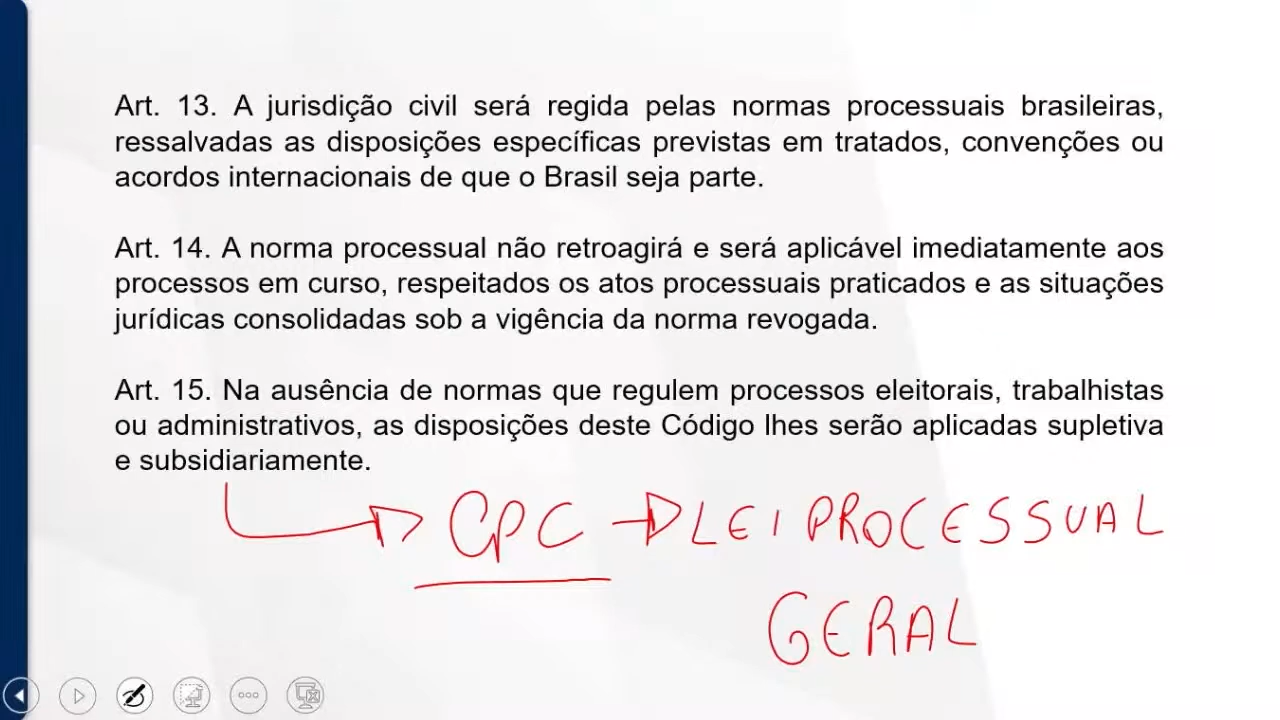 Art. 13. A jurisdição civil será regida pelas normas processuais brasileiras,
ressalvadas as disposições específicas previstas em tratados, convenções ou
acordos internacionais de que o Brasil seja parte.
Art. 14. A norma processual não retroagirá e será aplicável imediatamente aos
processos em curso, respeitados os atos processuais praticados e as situações
jurídicas consolidadas sob a vigência da norma revogada.
Art. 15. Na ausência de normas que regulem processos eleitorais, trabalhistas
ou administrativos, as disposições deste Código lhes serão aplicadas supletiva
e subsidiariamente.
CPC LEI PROCESSUAL
GERAL